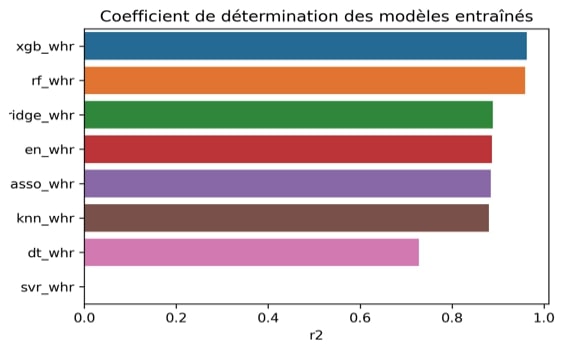 Coefficient de détermination des modèles entraînés
xgb_whr
rf_whr
idge_whr
en_whr
asso_whr
knn_whr
dt_whr
svr_whr
0.0 0.2 0.4 0.6 0.8 1.0
r2